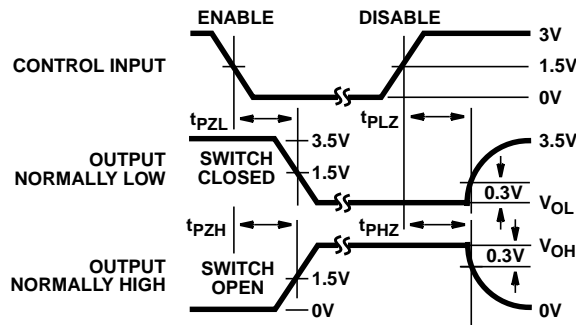 ENABLE DISABLE
3V
CONTROL INPUT 1.5V
0V
tPZL tPLZ
3.5V 3.5V
OUTPUT
NORMALLY LOW
SWITCH
CLOSED
1.5V
0.3V
VOL
tPZH tPHZ
VOH
OUTPUT
NORMALLY HIGH
SWITCH
OPEN
0.3V
1.5V
0V 0V